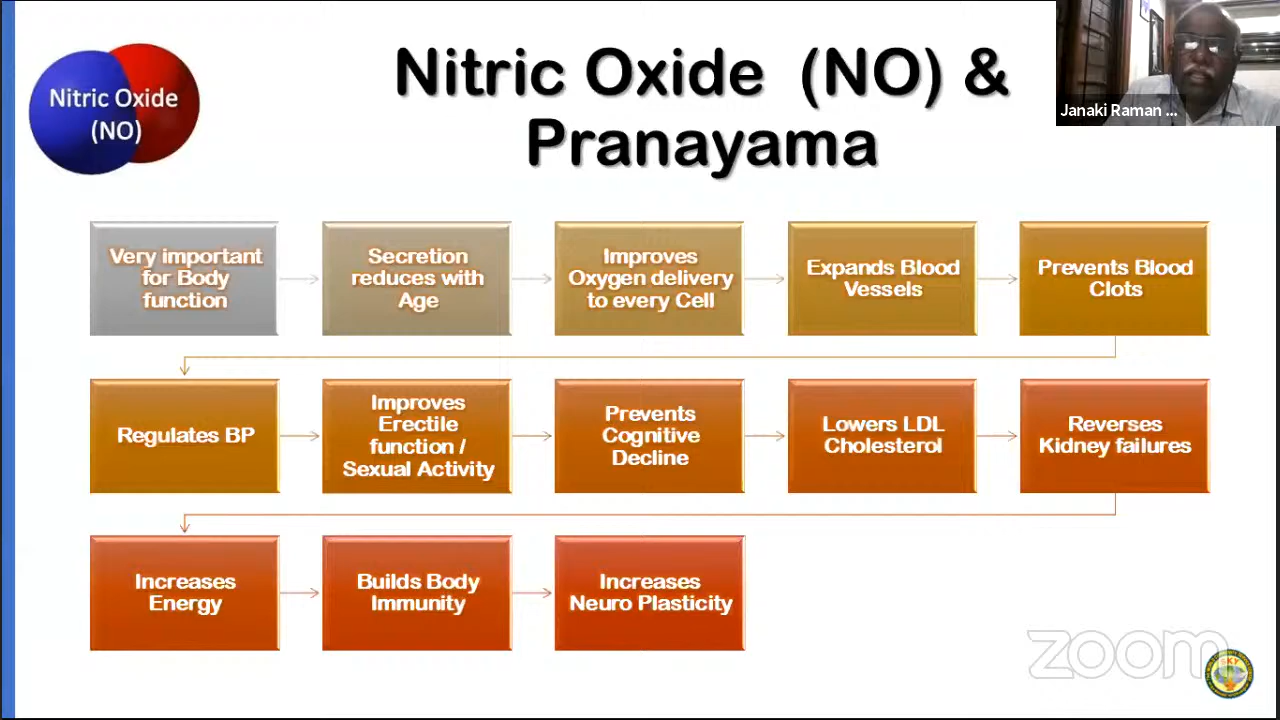 Nitric Oxide (NO) &
Pranayama
Nitric Oxide
(NO)
Janaki Raman ...
Very important
for Body
function
Secretion
reduces with
Age
Improves
Oxygen delivery
to every Cell
Expands Blood
Vessels
Prevents Blood
Clots
Regulates BP
Improves
Erectile
function /
Sexual Activity
Prevents
Cognitive
Decline
Lowers LDL
Cholesterol
Reverses
Kidney failures
Increases
Energy
Builds Body
Immunity
Increases
Neuro Plasticity
zoom
SKY